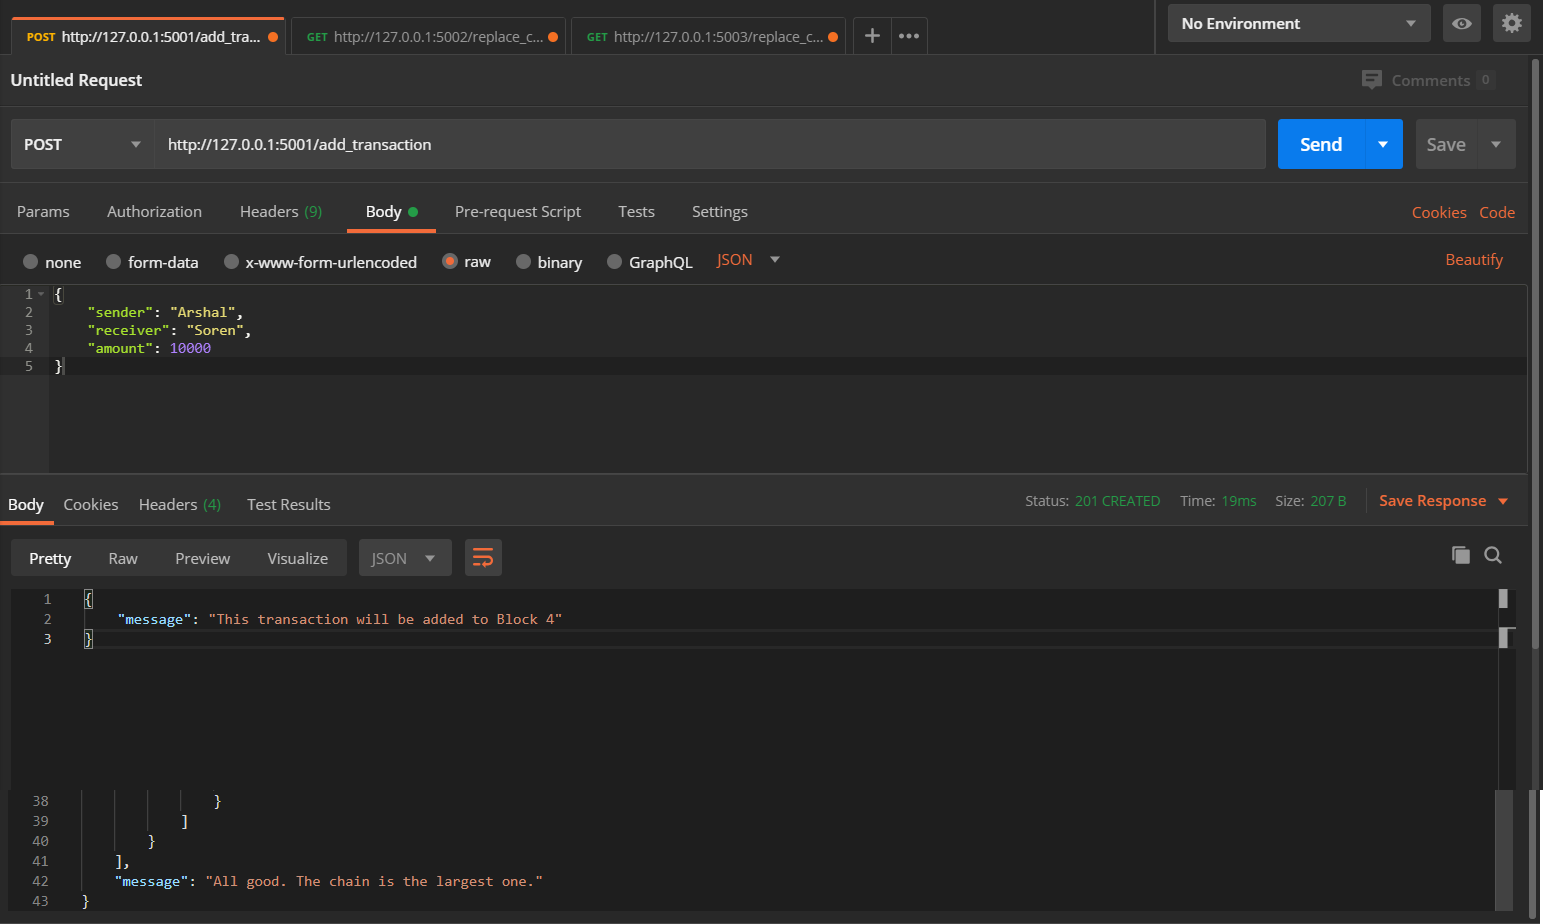 POST http://127.0.0.1:5001/add_tra... GET http://127.0.0.1:5002/replace_c... GET http://127.0.0.1:5003/replace_c... No Environment
Untitled Request Comments 0
POST http://127.0.0.1:5001/add_transaction Send Save
Params Authorization Headers (9) Body Pre-request Script Tests Settings Cookies Code
none form-data x-www-form-urlencoded raw binary GraphQL JSON Beautify
1 {
2 "sender": "Arshal",
3 "receiver": "Soren",
4 "amount": 10000
5 }
Body Cookies Headers (4) Test Results Status: 201 CREATED Time: 19ms Size: 207 B Save Response
Pretty Raw Preview Visualize JSON
1 {
2 "message": "This transaction will be added to Block 4"
3 }
38 }
39 ]
40 }
41 ],
42 "message": "All good. The chain is the largest one."
43 }